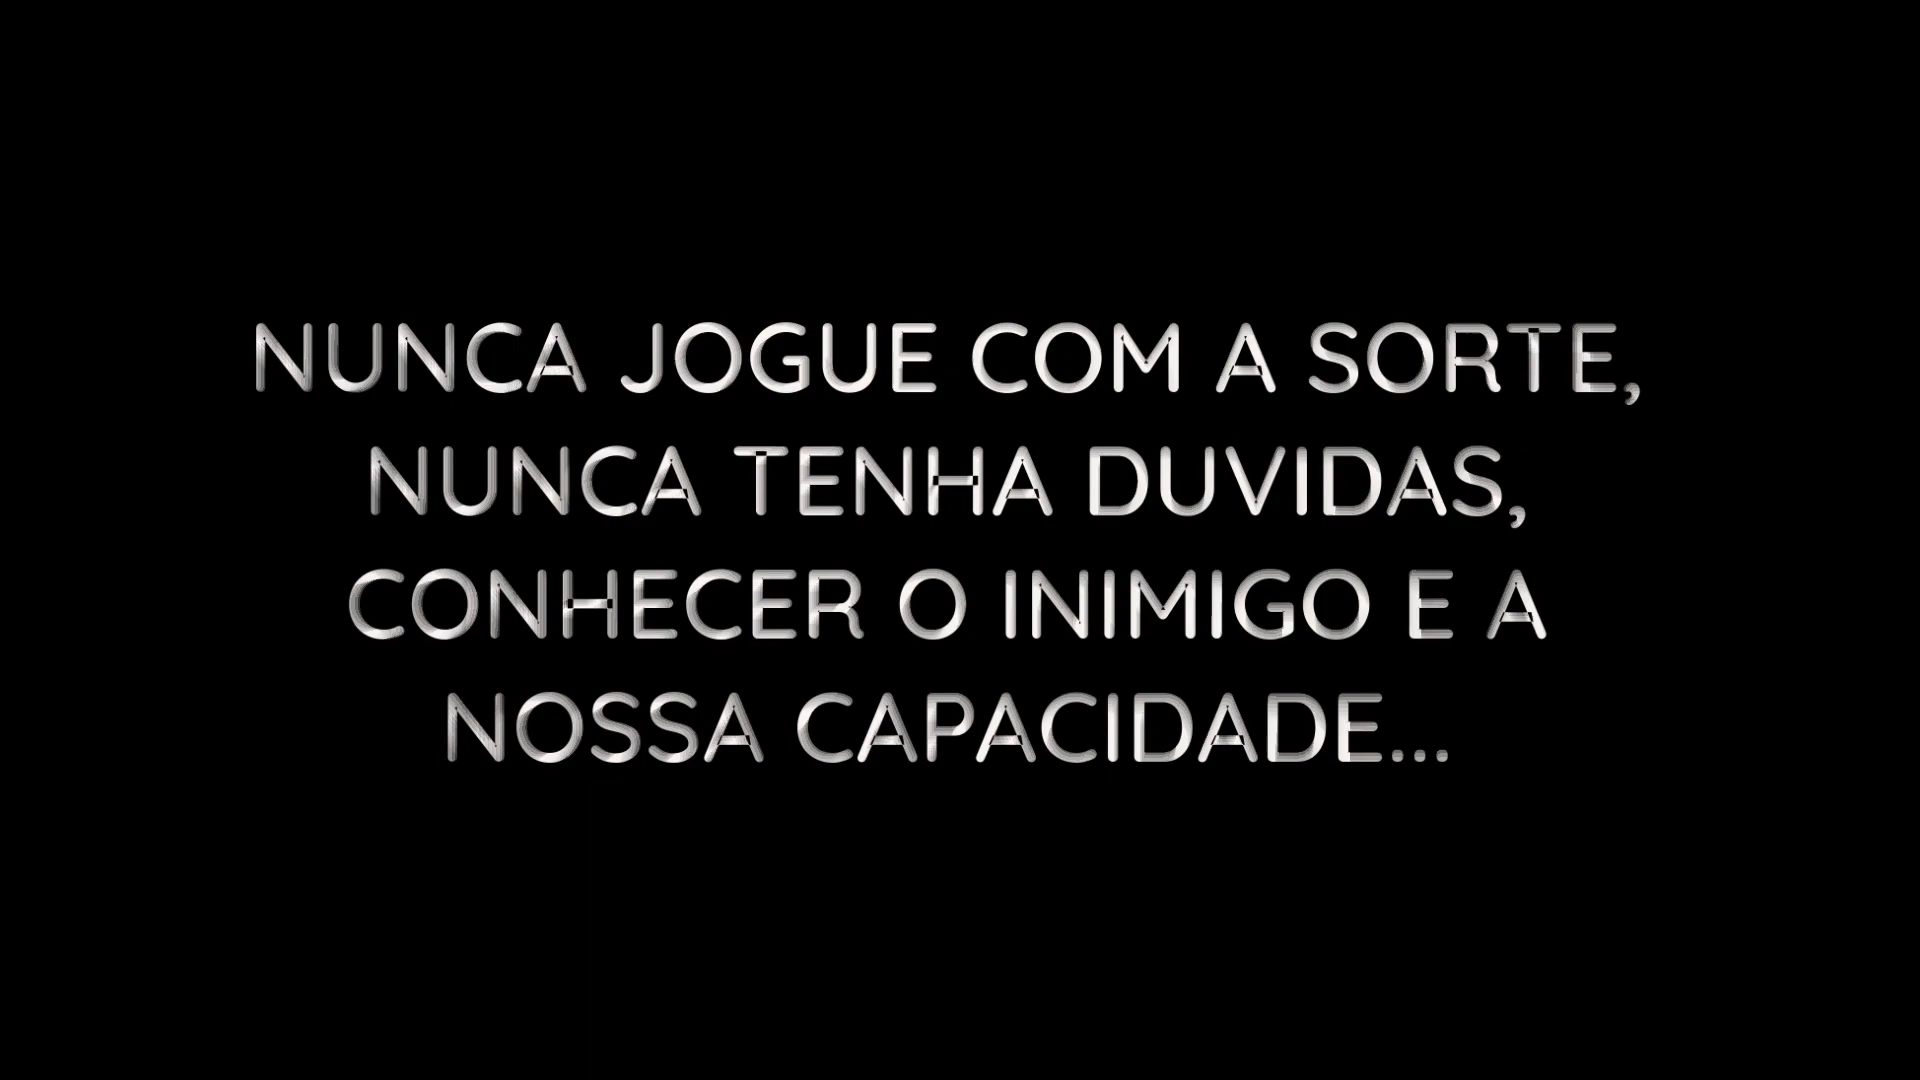 NUNCA JOGUE COM A SORTE,
NUNCA TENHA DUVIDAS,
CONHECER O INIMIGO E A
NOSSA CAPACIDADE...